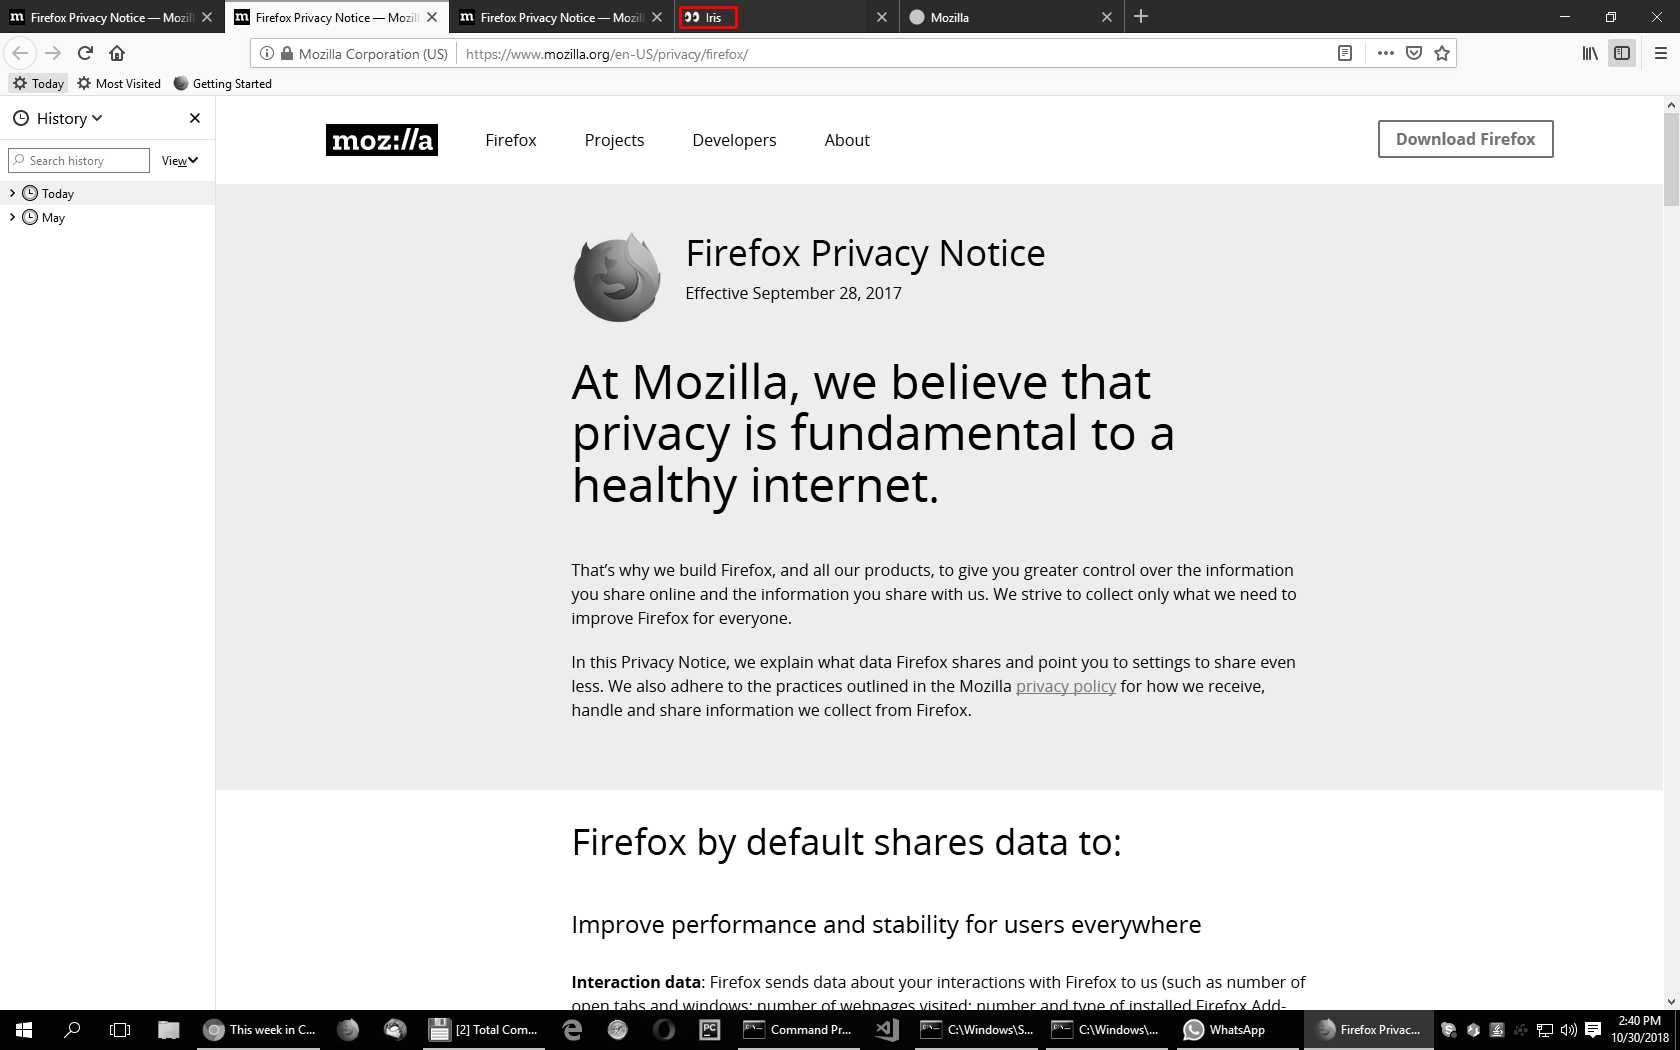 Firefox Privacy Notice — Mozil
Firefox Privacy Notice — Mozil
Firefox Privacy Notice — Mozil
Iris
Mozilla
Mozilla Corporation (US)
https://www.mozilla.org/en-US/privacy/firefox/
Today
Most Visited
Getting Started
History
Search history
View
Today
May
moz://a
Firefox
Projects
Developers
About
Download Firefox
Firefox Privacy Notice
Effective September 28, 2017
At Mozilla, we believe that
privacy is fundamental to a
healthy internet.
That’s why we build Firefox, and all our products, to give you greater control over the information
you share online and the information you share with us. We strive to collect only what we need to
improve Firefox for everyone.
In this Privacy Notice, we explain what data Firefox shares and point you to settings to share even
less. We also adhere to the practices outlined in the Mozilla privacy policy for how we receive,
handle and share information we collect from Firefox.
Firefox by default shares data to:
Improve performance and stability for users everywhere
Interaction data: Firefox sends data about your interactions with Firefox to us (such as number of
open tabs and windows; number of webpages visited; number and type of installed Firefox Add-
This week in C...
[2] Total Com...
Command Pr...
C:\Windows\S...
C:\Windows\...
WhatsApp
Firefox Privac...
2:40 PM
10/30/2018